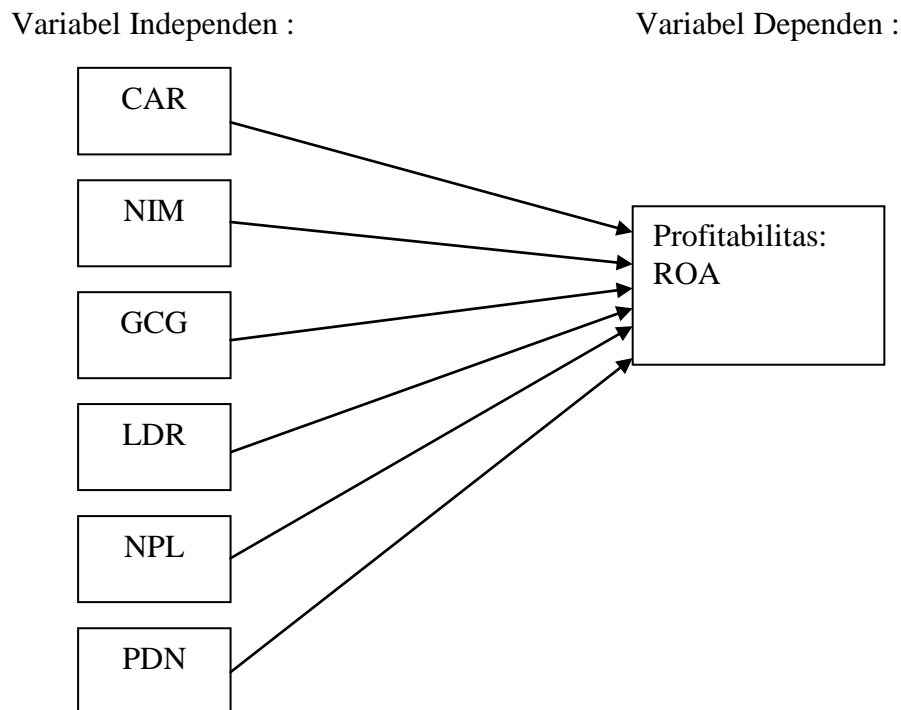 Variabel Independen :
Variabel Dependen :
CAR
NIM
GCG
LDR
NPL
PDN
Profitabilitas:
ROA